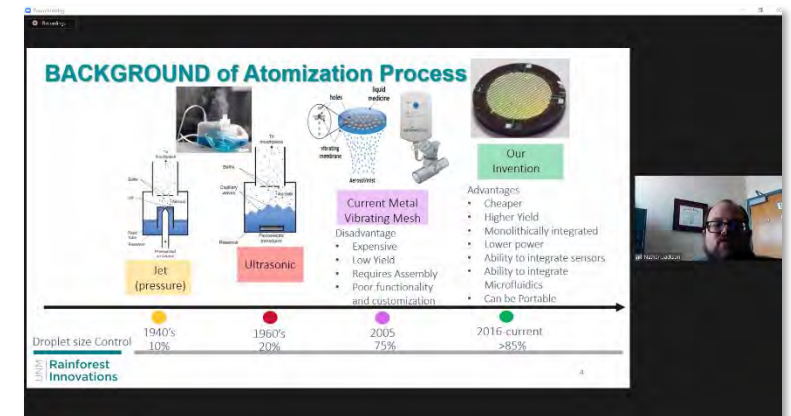 BACKGROUND of Atomization Process
holes
liquid
medicine
vibrating
membrane
Aerosol/mist
Jet
(pressure)
Ultrasonic
Current Metal
Vibrating Mesh
Disadvantage
• Expensive
• Low Yield
• Requires Assembly
• Poor functionality
and customization
Our
Invention
Advantages
• Cheaper
• Higher Yield
• Monolithically integrated
• Lower power
• Ability to integrate sensors
• Ability to integrate
Microfluidics
• Can be Portable
1940's
1960's
2005
2016-current
Droplet size Control
10%
20%
75%
>85%
UNM
Rainforest
Innovations
4